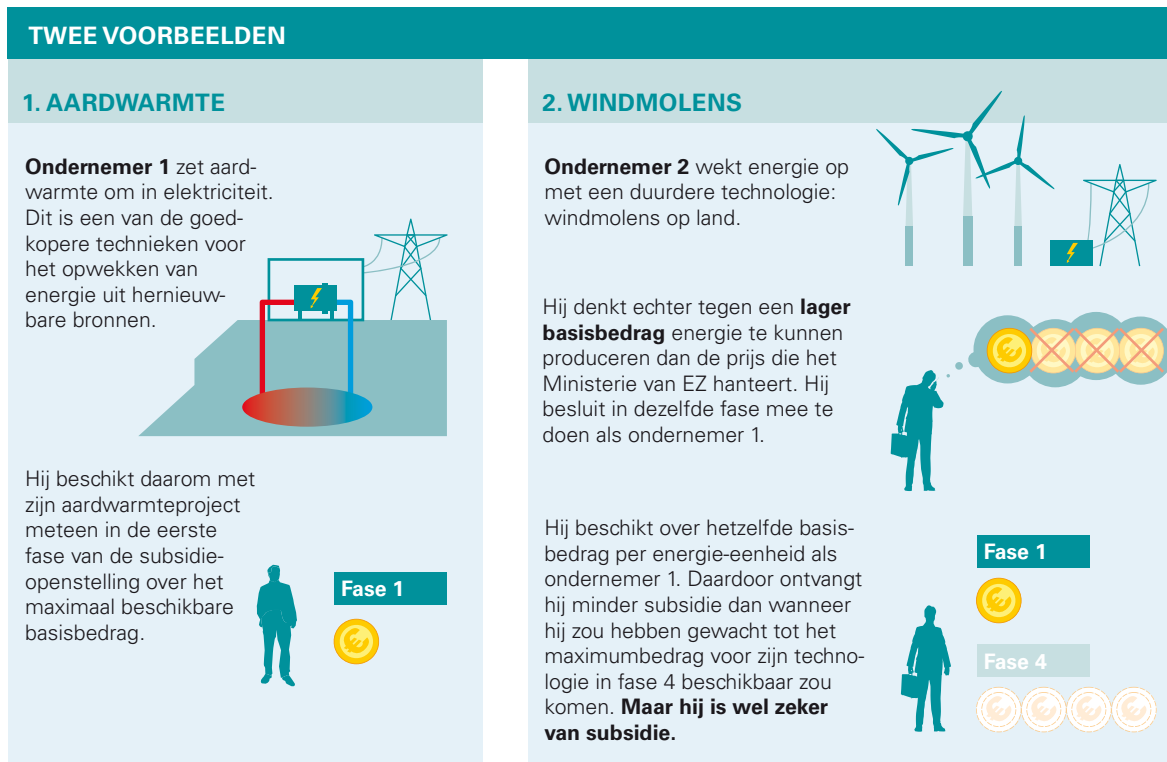 TWEE VOORBEELDEN
1. AARDWARMTE
Ondernemer 1 zet aard-
warmte om in elektriciteit.
Dit is een van de goed-
kopere technieken voor
het opwekken van
energie uit hernieuw-
bare bronnen.
Hij beschikt daarom met
zijn aardwarmteproject
meteen in de eerste
fase van de subsidie-
openstelling over het
maximaal beschikbare
basisbedrag.
Fase 1
2. WINDMOLENS
Ondernemer 2 wekt energie op
met een duurdere technologie:
windmolens op land.
Hij denkt echter tegen een lager
basisbedrag energie te kunnen
produceren dan de prijs die het
Ministerie van EZ hanteert. Hij
besluit in dezelfde fase mee te
doen als ondernemer 1.
Hij beschikt over hetzelfde basis-
bedrag per energie-eenheid als
ondernemer 1. Daardoor ontvangt
hij minder subsidie dan wanneer
hij zou hebben gewacht tot het
maximumbedrag voor zijn techno-
logie in fase 4 beschikbaar zou
komen. Maar hij is wel zeker
van subsidie.
Fase 1
Fase 4